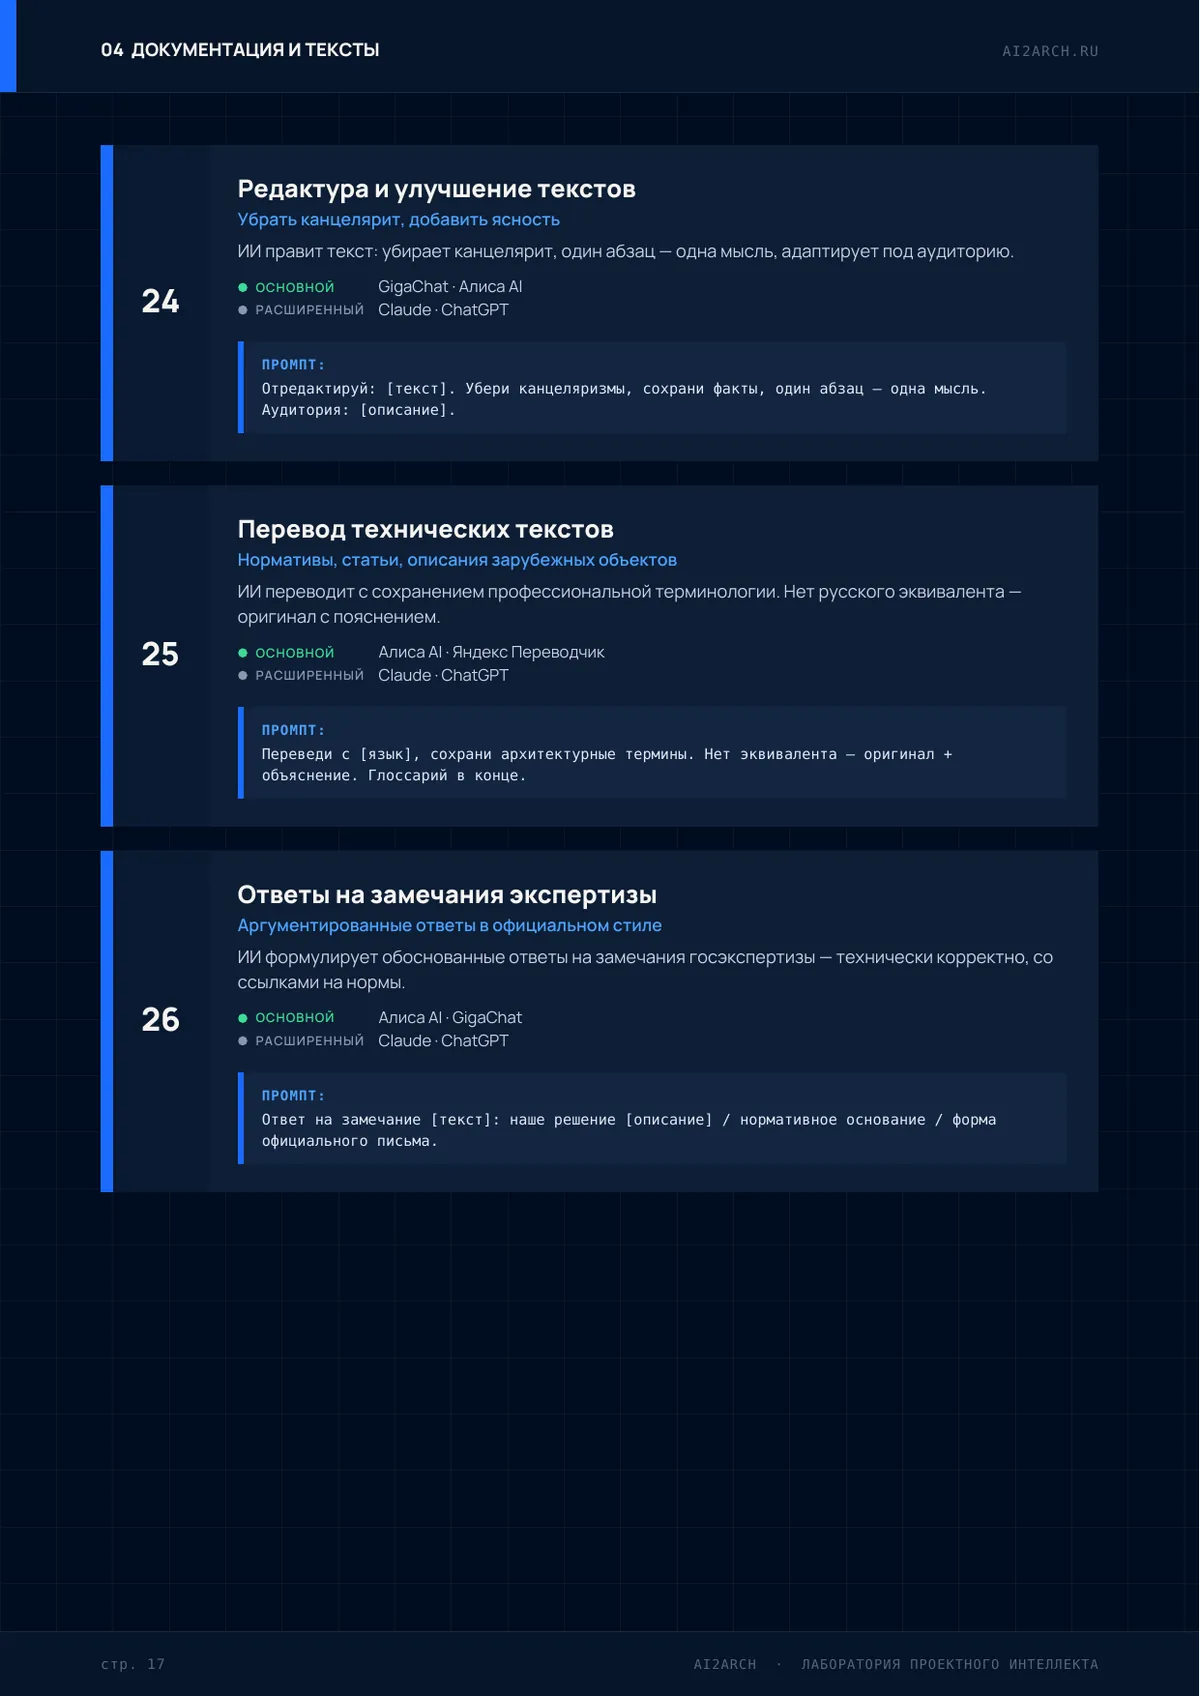 04 ДОКУМЕНТАЦИЯ И ТЕКСТЫ
AI2ARCH.RU
24
Редактура и улучшение текстов
Убрать канцелярит, добавить ясность
ИИ правит текст: убирает канцелярит, один абзац — одна мысль, адаптирует под аудиторию.
ОСНОВНОЙ GigaChat · Алиса AI
РАСШИРЕННЫЙ Claude · ChatGPT
ПРОМПТ:
Отредактируй: [текст]. Убери канцеляризмы, сохрани факты, один абзац — одна мысль.
Аудитория: [описание].
25
Перевод технических текстов
Нормативы, статьи, описания зарубежных объектов
ИИ переводит с сохранением профессиональной терминологии. Нет русского эквивалента —
оригинал с пояснением.
ОСНОВНОЙ Алиса AI · Яндекс Переводчик
РАСШИРЕННЫЙ Claude · ChatGPT
ПРОМПТ:
Переведи с [язык], сохрани архитектурные термины. Нет эквивалента — оригинал +
объяснение. Глоссарий в конце.
26
Ответы на замечания экспертизы
Аргументированные ответы в официальном стиле
ИИ формулирует обоснованные ответы на замечания госэкспертизы — технически корректно, со
ссылками на нормы.
ОСНОВНОЙ Алиса AI · GigaChat
РАСШИРЕННЫЙ Claude · ChatGPT
ПРОМПТ:
Ответ на замечание [текст]: наше решение [описание] / нормативное основание / форма
официального письма.
стр. 17
AI2ARCH · ЛАБОРАТОРИЯ ПРОЕКТНОГО ИНТЕЛЛЕКТА